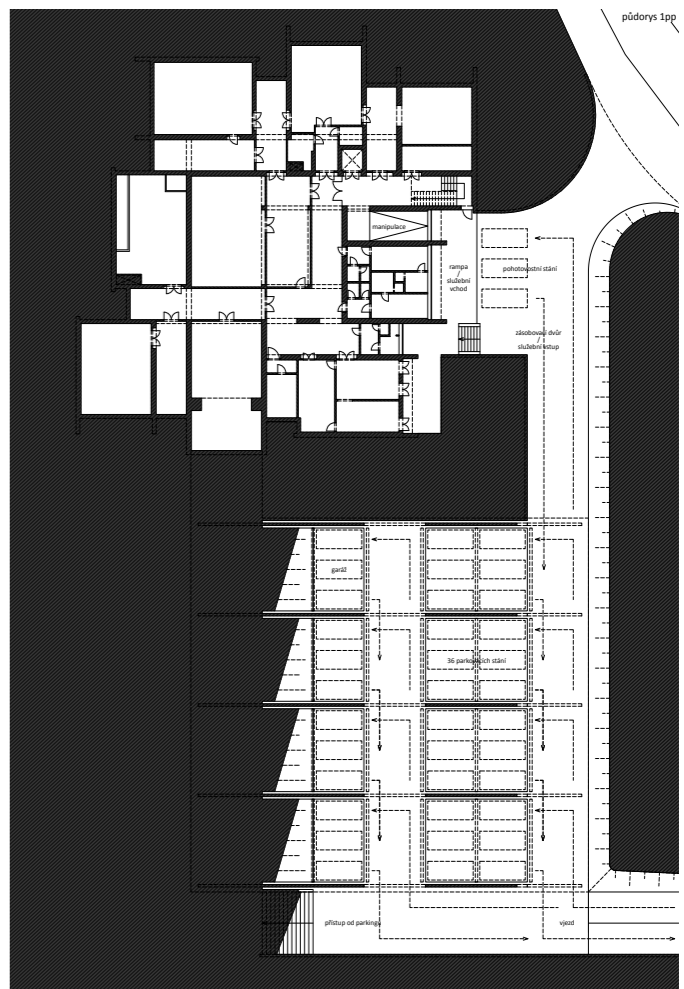 půdorys 1pp
manipulace
rampa
/
služební
vchod
pohotovostní stání
zásobovací dvůr
/
služební vstup
garáž
36 parkovacích stání
přístup od parkingu
vjezd